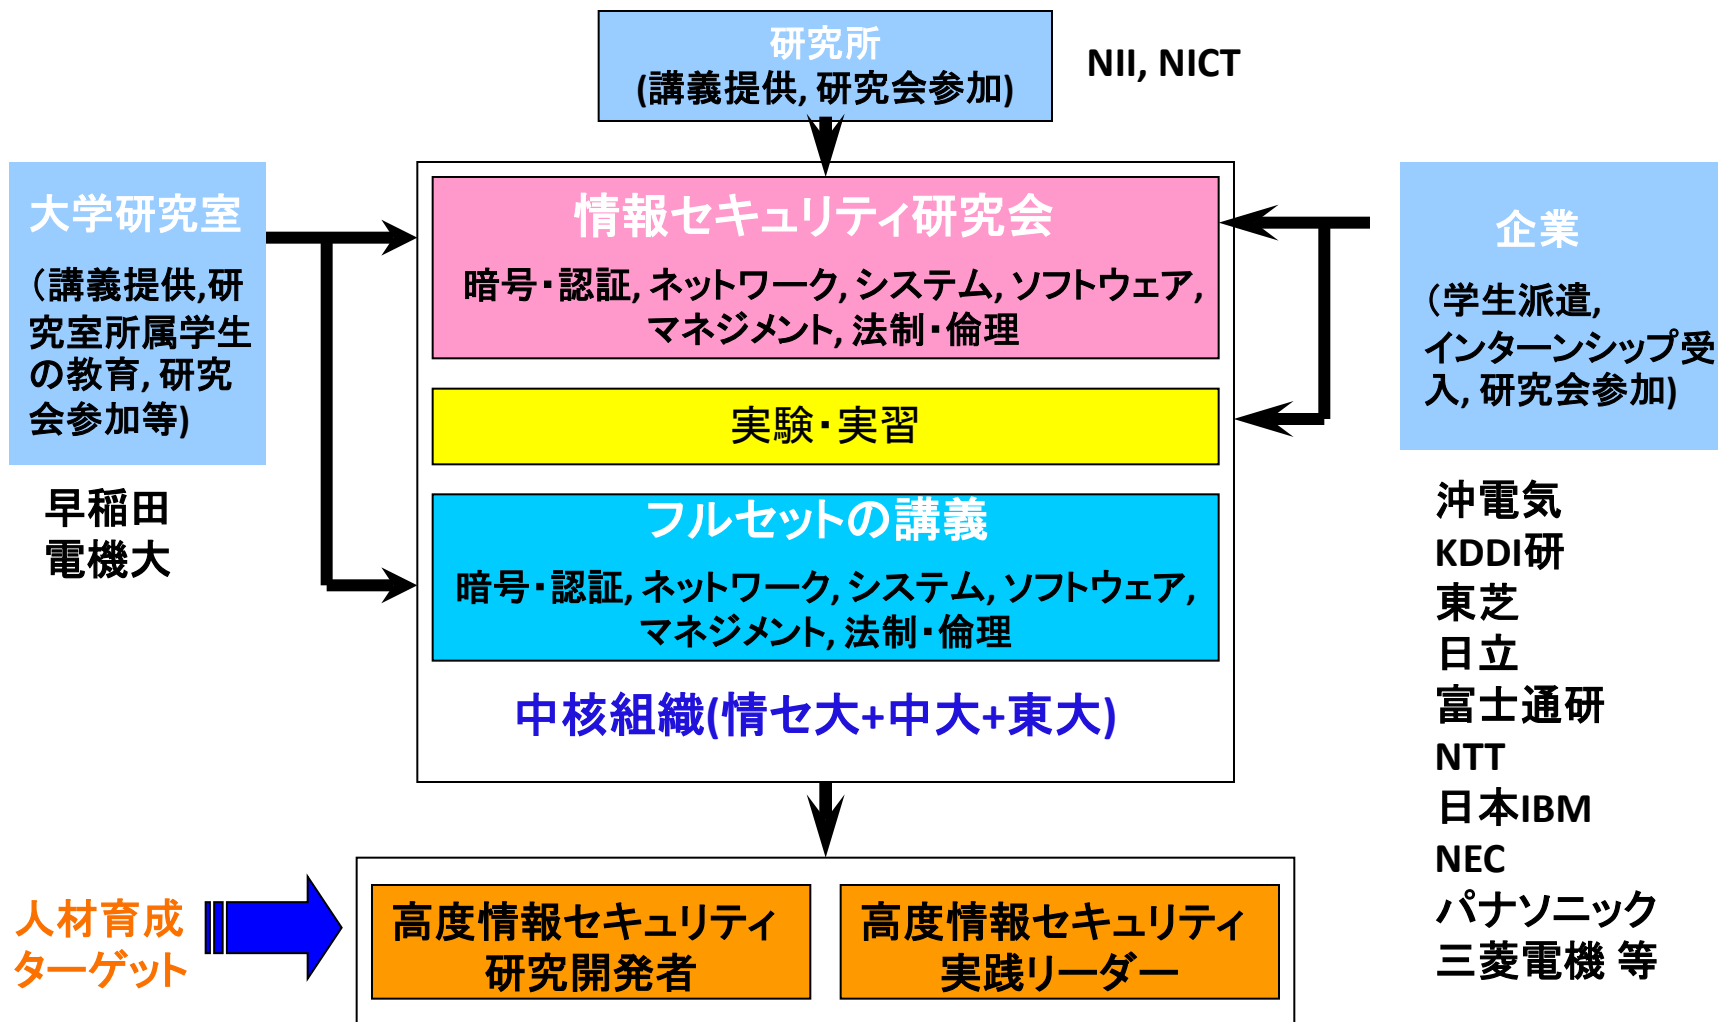 研究所
(講義提供, 研究会参加)
NII, NICT
大学研究室
(講義提供,研
究室所属学生
の教育, 研究
会参加等)
早稲田
電機大
情報セキュリティ研究会
暗号・認証, ネットワーク, システム, ソフトウェア,
マネジメント, 法制・倫理
実験・実習
フルセットの講義
暗号・認証, ネットワーク, システム, ソフトウェア,
マネジメント, 法制・倫理
中核組織(情セ大+中大+東大)
企業
(学生派遣,
インターンシップ受
入, 研究会参加)
沖電気
KDDI研
東芝
日立
富士通研
NTT
日本IBM
NEC
パナソニック
三菱電機 等
人材育成
ターゲット
高度情報セキュリティ
研究開発者
高度情報セキュリティ
実践リーダー